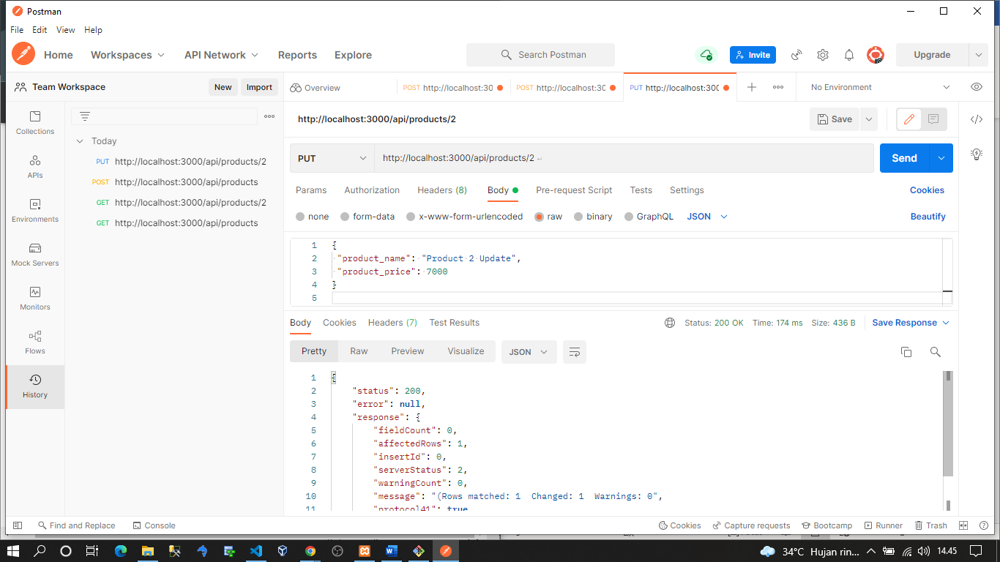 Postman
File Edit View Help
Home Workspaces API Network Reports Explore Search Postman Invite Upgrade
Team Workspace New Import Overview POST http://localhost:30 POST http://localhost:30 PUT http://localhost:300 No Environment
http://localhost:3000/api/products/2 Save
Collections
APIs
Environments
Mock Servers
Monitors
Flows
History
Today
PUT http://localhost:3000/api/products/2
POST http://localhost:3000/api/products
GET http://localhost:3000/api/products/2
GET http://localhost:3000/api/products
PUT http://localhost:3000/api/products/2 Send
Params Authorization Headers (8) Body Pre-request Script Tests Settings Cookies
none form-data x-www-form-urlencoded raw binary GraphQL JSON Beautify
1 {
2 "product_name": "Product 2 Update",
3 "product_price": 7000
4 }
5
Body Cookies Headers (7) Test Results Status: 200 OK Time: 174 ms Size: 436 B Save Response
Pretty Raw Preview Visualize JSON
1 {
2 "status": 200,
3 "error": null,
4 "response": {
5 "fieldCount": 0,
6 "affectedRows": 1,
7 "insertId": 0,
8 "serverStatus": 2,
9 "warningCount": 0,
10 "message": "(Rows matched: 1  Changed: 1  Warnings: 0",
11 "protocol41": true
Find and Replace Console Cookies Capture requests Bootcamp Runner Trash
34°C Hujan rin... 14.45